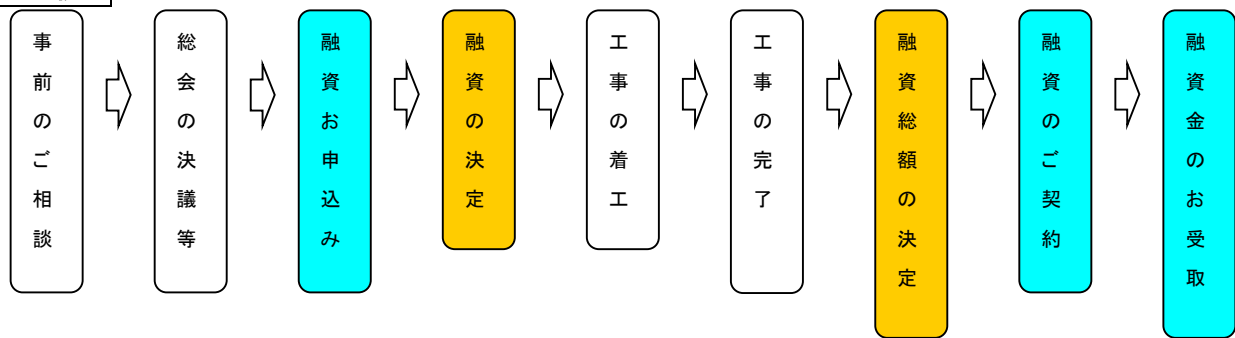 事前のご相談
総会の決議等
融資お申込み
融資の決定
工事の着工
工事の完了
融資総額の決定
融資のご契約
融資金のお受取